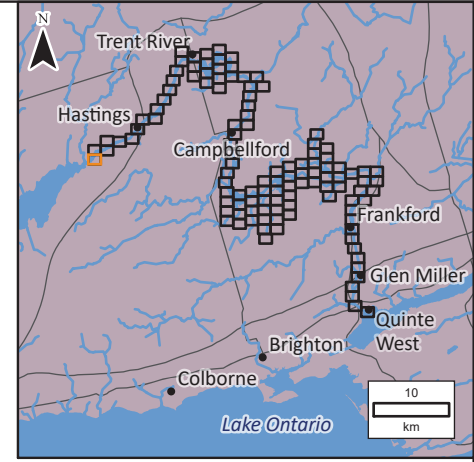 N
Trent River
Hastings
Campbellford
Frankford
Glen Miller
Quinte
West
Brighton
Colborne
10
km
Lake Ontario